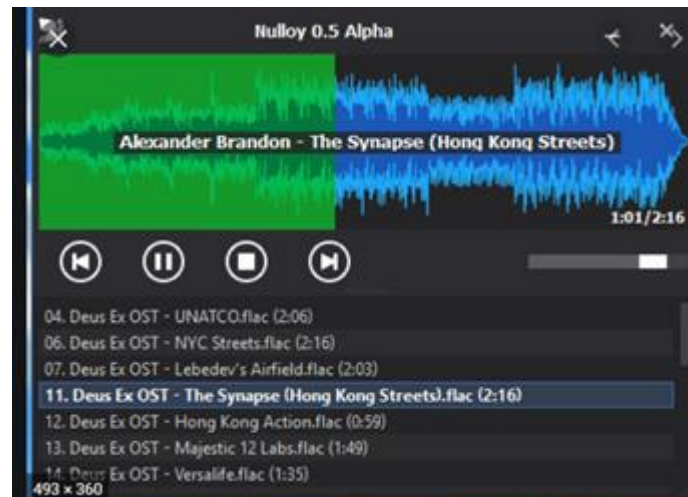 Nulloy 0.5 Alpha
Alexander Brandon - The Synapse (Hong Kong Streets)
1:01/2:16
04. Deus Ex OST - UNATCO.flac (2:06)
06. Deus Ex OST - NYC Streets.flac (2:16)
07. Deus Ex OST - Lebedev's Airfield.flac (2:03)
11. Deus Ex OST - The Synapse (Hong Kong Streets).flac (2:16)
12. Deus Ex OST - Hong Kong Action.flac (0:59)
13. Deus Ex OST - Majestic 12 Labs.flac (1:49)
14. Deus Ex OST - Versalife.flac (1:35)
493 × 360